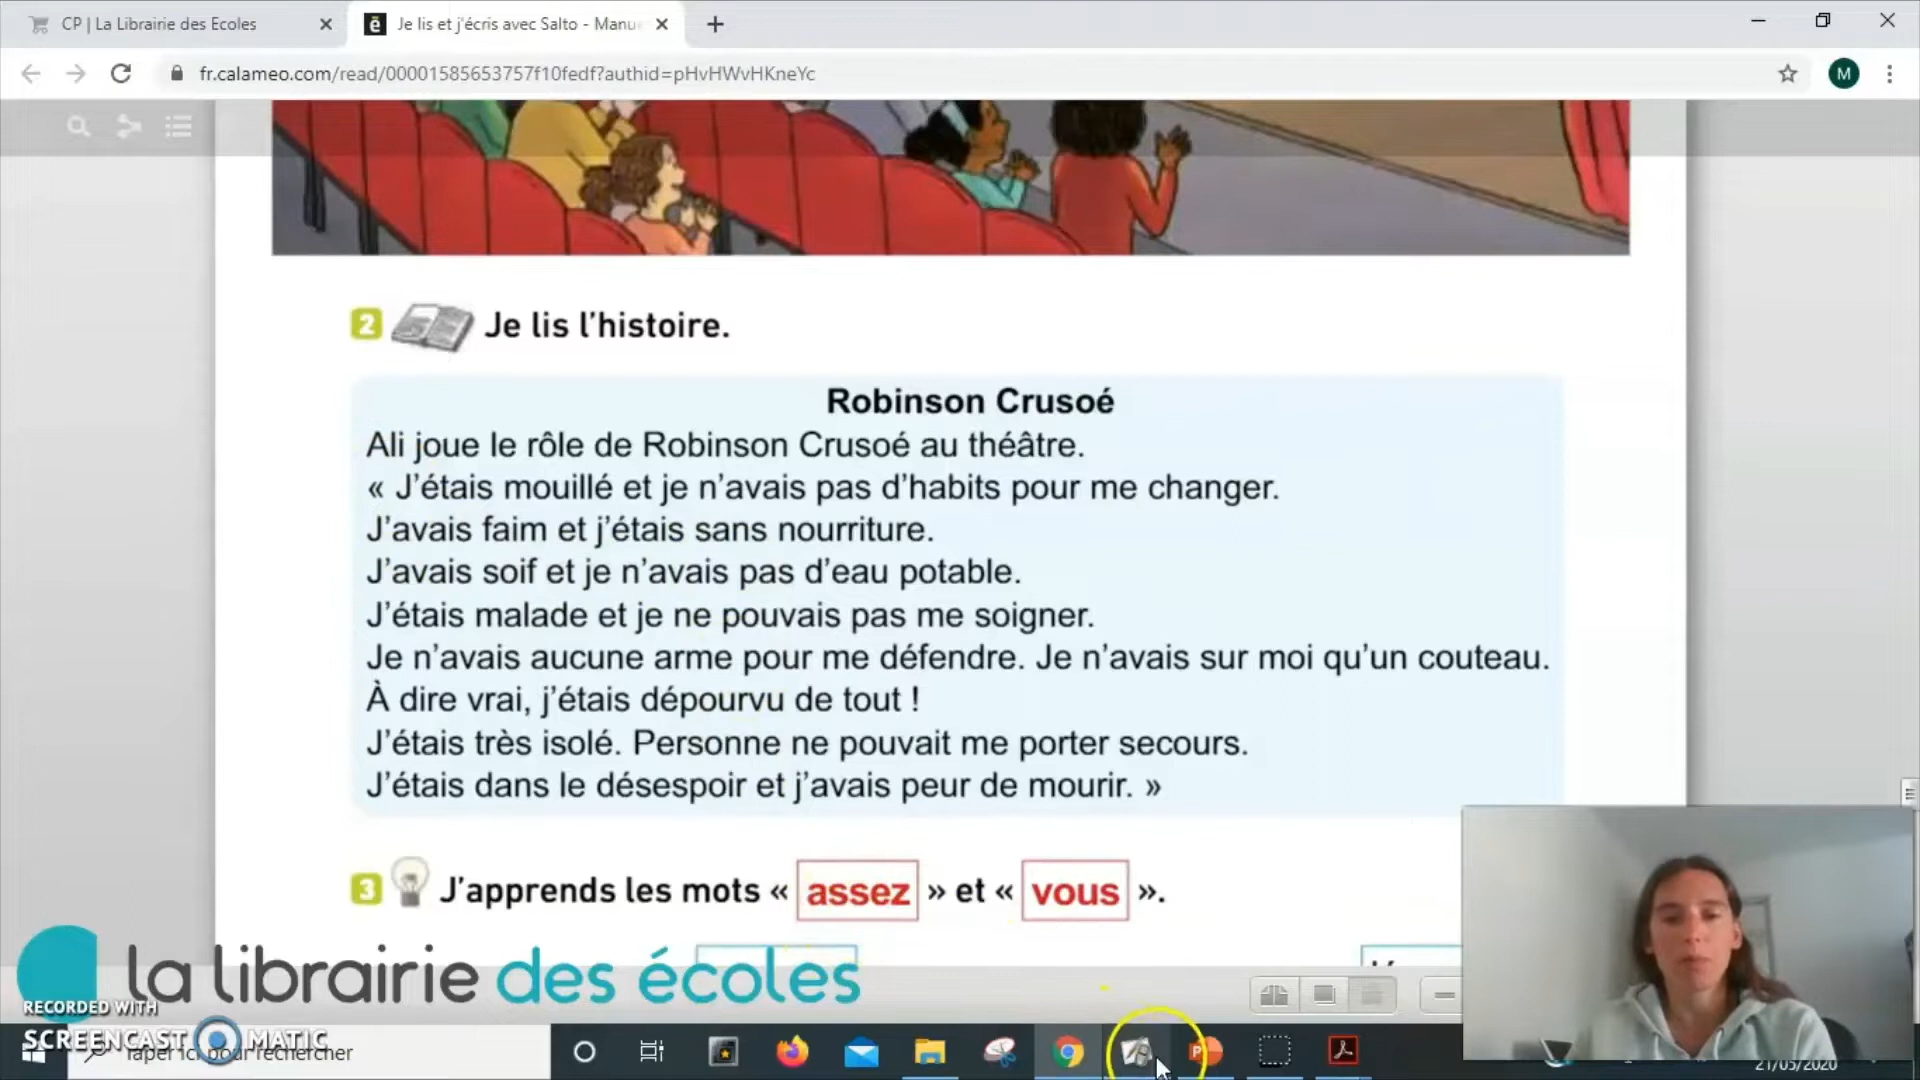 CP | La Librairie des Ecoles
Je lis et j'écris avec Salto - Manu
fr.calameo.com/read/00001585653757f10fedf?authid=pHvHWvHKneYc
M
2 Je lis l'histoire.
Robinson Crusoé
Ali joue le rôle de Robinson Crusoé au théâtre.
« J'étais mouillé et je n'avais pas d'habits pour me changer.
J'avais faim et j'étais sans nourriture.
J'avais soif et je n'avais pas d'eau potable.
J'étais malade et je ne pouvais pas me soigner.
Je n'avais aucune arme pour me défendre. Je n'avais sur moi qu'un couteau.
À dire vrai, j'étais dépourvu de tout !
J'étais très isolé. Personne ne pouvait me porter secours.
J'étais dans le désespoir et j'avais peur de mourir. »
3 J'apprends les mots « assez » et « vous ».
la librairie des écoles
RECORDED WITH
SCREENCAST MATIC
Taper ici pour rechercher
21/05/2020